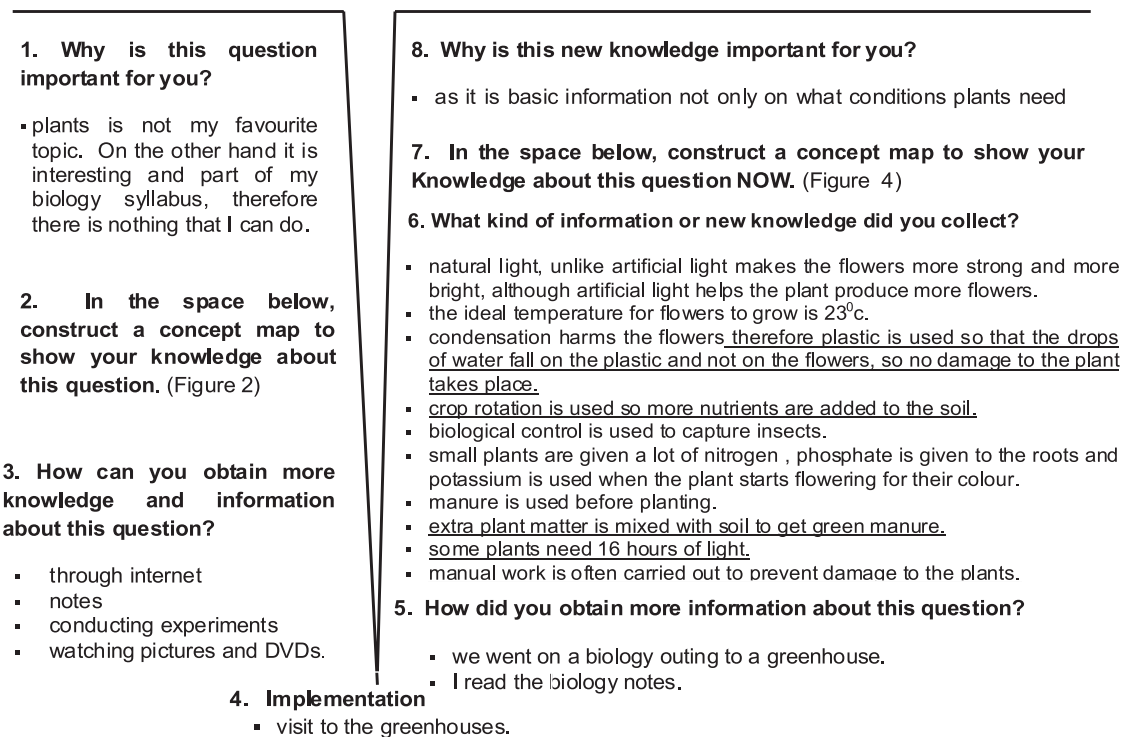 1. Why is this question
important for you?
▪ plants is not my favourite
topic. On the other hand it is
interesting and part of my
biology syllabus, therefore
there is nothing that I can do.
2. In the space below,
construct a concept map to
show your knowledge about
this question. (Figure 2)
3. How can you obtain more
knowledge and information
about this question?
▪ through internet
▪ notes
▪ conducting experiments
▪ watching pictures and DVDs.
4. Implementation
▪ visit to the greenhouses.
8. Why is this new knowledge important for you?
▪ as it is basic information not only on what conditions plants need
7. In the space below, construct a concept map to show your
Knowledge about this question NOW. (Figure 4)
6. What kind of information or new knowledge did you collect?
▪ natural light, unlike artificial light makes the flowers more strong and more
bright, although artificial light helps the plant produce more flowers.
▪ the ideal temperature for flowers to grow is 23⁰c.
▪ condensation harms the flowers therefore plastic is used so that the drops
of water fall on the plastic and not on the flowers, so no damage to the plant
takes place.
▪ crop rotation is used so more nutrients are added to the soil.
▪ biological control is used to capture insects.
▪ small plants are given a lot of nitrogen , phosphate is given to the roots and
potassium is used when the plant starts flowering for their colour.
▪ manure is used before planting.
▪ extra plant matter is mixed with soil to get green manure.
▪ some plants need 16 hours of light.
▪ manual work is often carried out to prevent damage to the plants.
5. How did you obtain more information about this question?
▪ we went on a biology outing to a greenhouse.
▪ I read the biology notes.